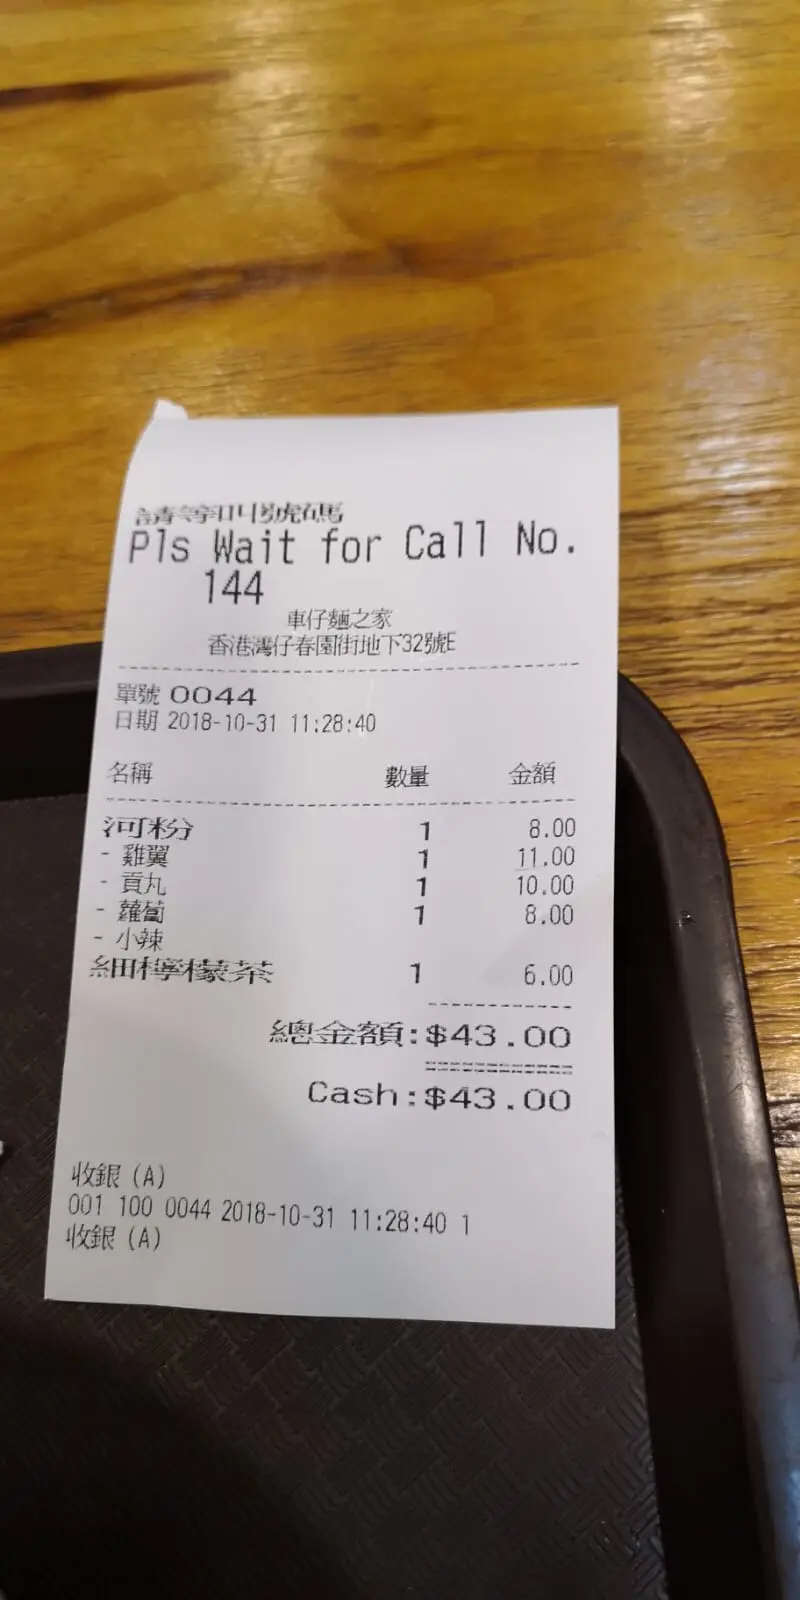 請等叫號碼
Pls Wait for Call No.
144
車仔麵之家
香港灣仔春園街地下32號E
單號 0044
日期 2018-10-31 11:28:40
名稱 數量 金額
河粉 1 8.00
- 雞翼 1 11.00
- 貢丸 1 10.00
- 蘿蔔 1 8.00
- 小辣
細檸檬茶 1 6.00
總金額:$43.00
Cash:$43.00
收銀 (A)
001 100 0044 2018-10-31 11:28:40 1
收銀 (A)